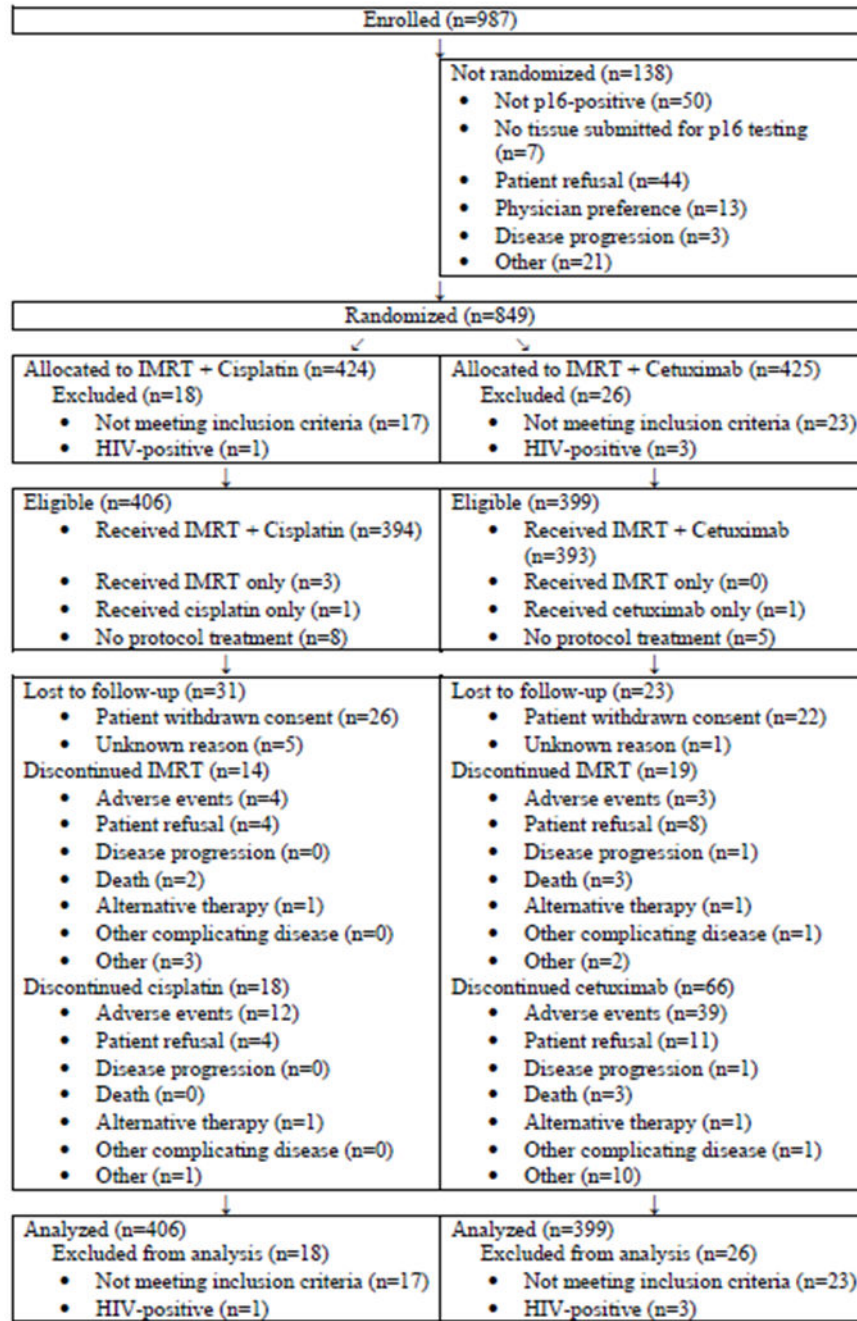 Enrolled (n=987)
↓
Not randomized (n=138)
• Not p16-positive (n=50)
• No tissue submitted for p16 testing
(n=7)
• Patient refusal (n=44)
• Physician preference (n=13)
• Disease progression (n=3)
• Other (n=21)
↓
Randomized (n=849)
↙ ↘
Allocated to IMRT + Cisplatin (n=424)
Excluded (n=18)
• Not meeting inclusion criteria (n=17)
• HIV-positive (n=1)
Allocated to IMRT + Cetuximab (n=425)
Excluded (n=26)
• Not meeting inclusion criteria (n=23)
• HIV-positive (n=3)
↓ ↓
Eligible (n=406)
• Received IMRT + Cisplatin (n=394)
• Received IMRT only (n=3)
• Received cisplatin only (n=1)
• No protocol treatment (n=8)
Eligible (n=399)
• Received IMRT + Cetuximab
(n=393)
• Received IMRT only (n=0)
• Received cetuximab only (n=1)
• No protocol treatment (n=5)
↓ ↓
Lost to follow-up (n=31)
• Patient withdrawn consent (n=26)
• Unknown reason (n=5)
Discontinued IMRT (n=14)
• Adverse events (n=4)
• Patient refusal (n=4)
• Disease progression (n=0)
• Death (n=2)
• Alternative therapy (n=1)
• Other complicating disease (n=0)
• Other (n=3)
Discontinued cisplatin (n=18)
• Adverse events (n=12)
• Patient refusal (n=4)
• Disease progression (n=0)
• Death (n=0)
• Alternative therapy (n=1)
• Other complicating disease (n=0)
• Other (n=1)
Lost to follow-up (n=23)
• Patient withdrawn consent (n=22)
• Unknown reason (n=1)
Discontinued IMRT (n=19)
• Adverse events (n=3)
• Patient refusal (n=8)
• Disease progression (n=1)
• Death (n=3)
• Alternative therapy (n=1)
• Other complicating disease (n=1)
• Other (n=2)
Discontinued cetuximab (n=66)
• Adverse events (n=39)
• Patient refusal (n=11)
• Disease progression (n=1)
• Death (n=3)
• Alternative therapy (n=1)
• Other complicating disease (n=1)
• Other (n=10)
↓ ↓
Analyzed (n=406)
Excluded from analysis (n=18)
• Not meeting inclusion criteria (n=17)
• HIV-positive (n=1)
Analyzed (n=399)
Excluded from analysis (n=26)
• Not meeting inclusion criteria (n=23)
• HIV-positive (n=3)